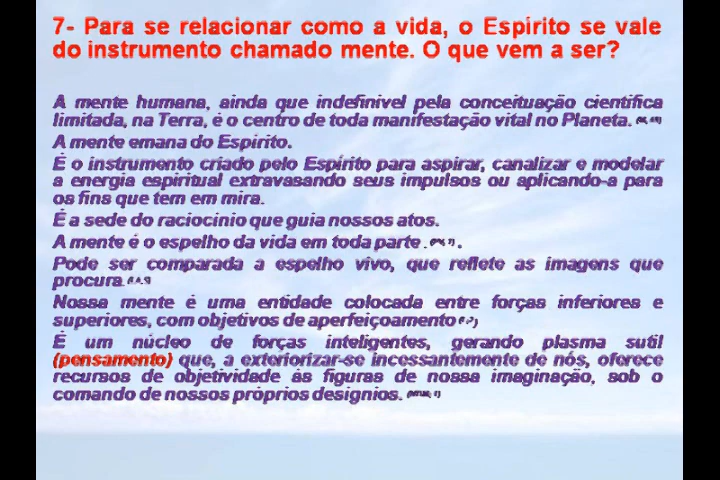 7- Para se relacionar como a vida, o Espírito se vale
do instrumento chamado mente. O que vem a ser?
A mente humana, ainda que indefinível pela conceituação científica
limitada, na Terra, é o centro de toda manifestação vital no Planeta.
A mente emana do Espírito.
É o instrumento criado pelo Espírito para aspirar, canalizar e modelar
a energia espiritual extravasando seus impulsos ou aplicando-a para
os fins que tem em mira.
É a sede do raciocínio que guia nossos atos.
A mente é o espelho da vida em toda parte .
Pode ser comparada a espelho vivo, que reflete as imagens que
procura.
Nossa mente é uma entidade colocada entre forças inferiores e
superiores, com objetivos de aperfeiçoamento
É um núcleo de forças inteligentes, gerando plasma sutil
(pensamento) que, a exteriorizar-se incessantemente de nós, oferece
recursos de objetividade às figuras de nossa imaginação, sob o
comando de nossos próprios desígnios.